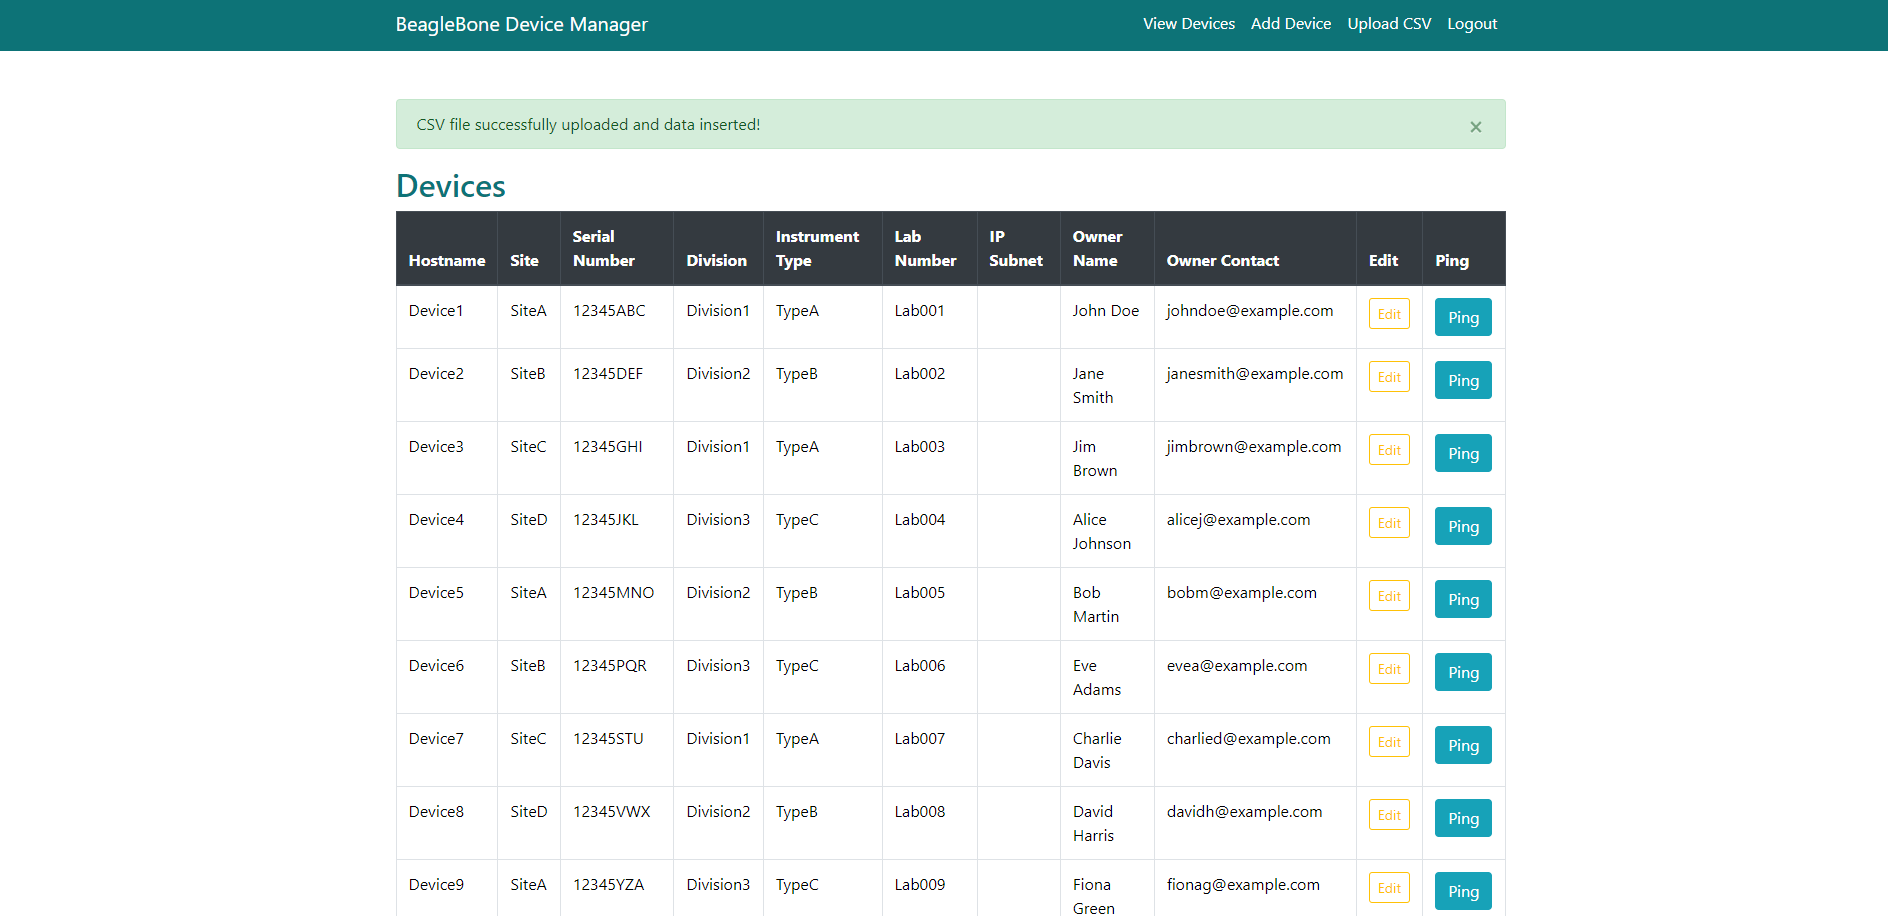 BeagleBone Device Manager View Devices Add Device Upload CSV Logout
CSV file successfully uploaded and data inserted! ×
Devices
Hostname Site Serial Number Division Instrument Type Lab Number IP Subnet Owner Name Owner Contact Edit Ping
Device1 SiteA 12345ABC Division1 TypeA Lab001 John Doe johndoe@example.com Edit Ping
Device2 SiteB 12345DEF Division2 TypeB Lab002 Jane Smith janesmith@example.com Edit Ping
Device3 SiteC 12345GHI Division1 TypeA Lab003 Jim Brown jimbrown@example.com Edit Ping
Device4 SiteD 12345JKL Division3 TypeC Lab004 Alice Johnson alicej@example.com Edit Ping
Device5 SiteA 12345MNO Division2 TypeB Lab005 Bob Martin bobm@example.com Edit Ping
Device6 SiteB 12345PQR Division3 TypeC Lab006 Eve Adams evea@example.com Edit Ping
Device7 SiteC 12345STU Division1 TypeA Lab007 Charlie Davis charlied@example.com Edit Ping
Device8 SiteD 12345VWX Division2 TypeB Lab008 David Harris davidh@example.com Edit Ping
Device9 SiteA 12345YZA Division3 TypeC Lab009 Fiona Green fionag@example.com Edit Ping